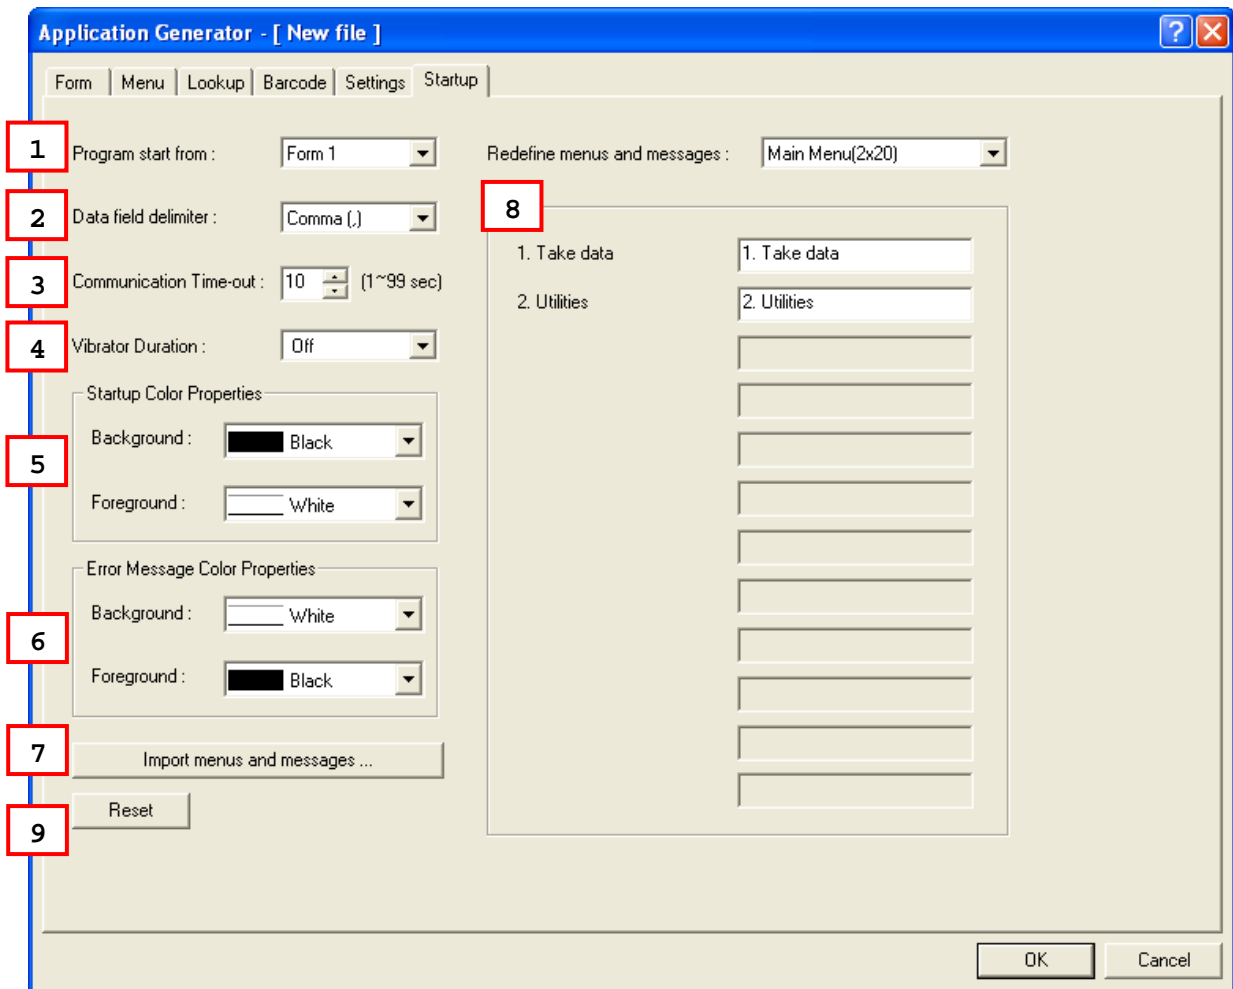 Application Generator - [ New file ]
Form Menu Lookup Barcode Settings Startup
1 Program start from : Form 1 Redefine menus and messages : Main Menu(2x20)
2 Data field delimiter : Comma (,) 8
1. Take data 1. Take data
3 Communication Time-out : 10 (1~99 sec)
2. Utilities 2. Utilities
4 Vibrator Duration : Off
Startup Color Properties
Background : Black
5
Foreground : White
Error Message Color Properties
Background : White
6
Foreground : Black
7 Import menus and messages ...
Reset
9
OK Cancel